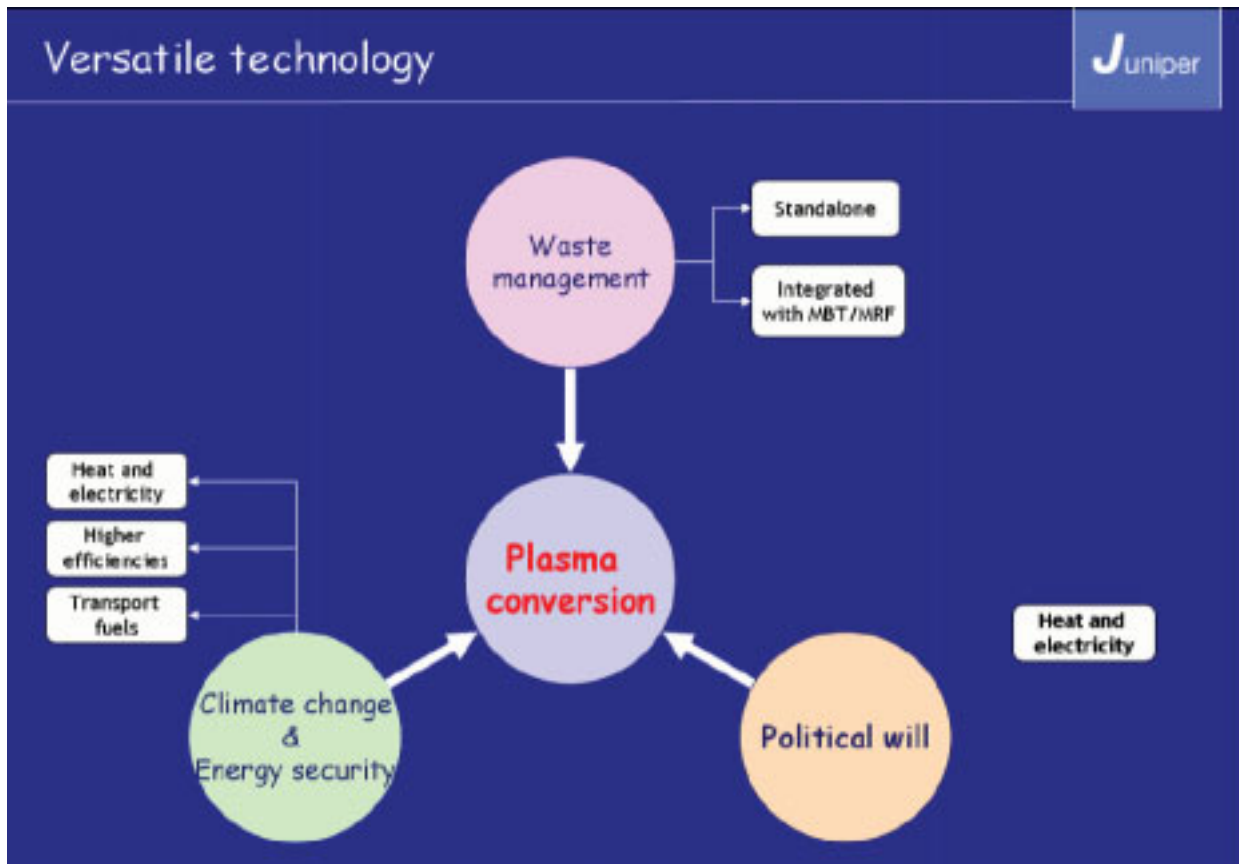 Versatile technology
Juniper
Waste
management
Standalone
Integrated
with MBT/MRF
Heat and
electricity
Higher
efficiencies
Transport
fuels
Plasma
conversion
Climate change
&
Energy security
Political will
Heat and
electricity